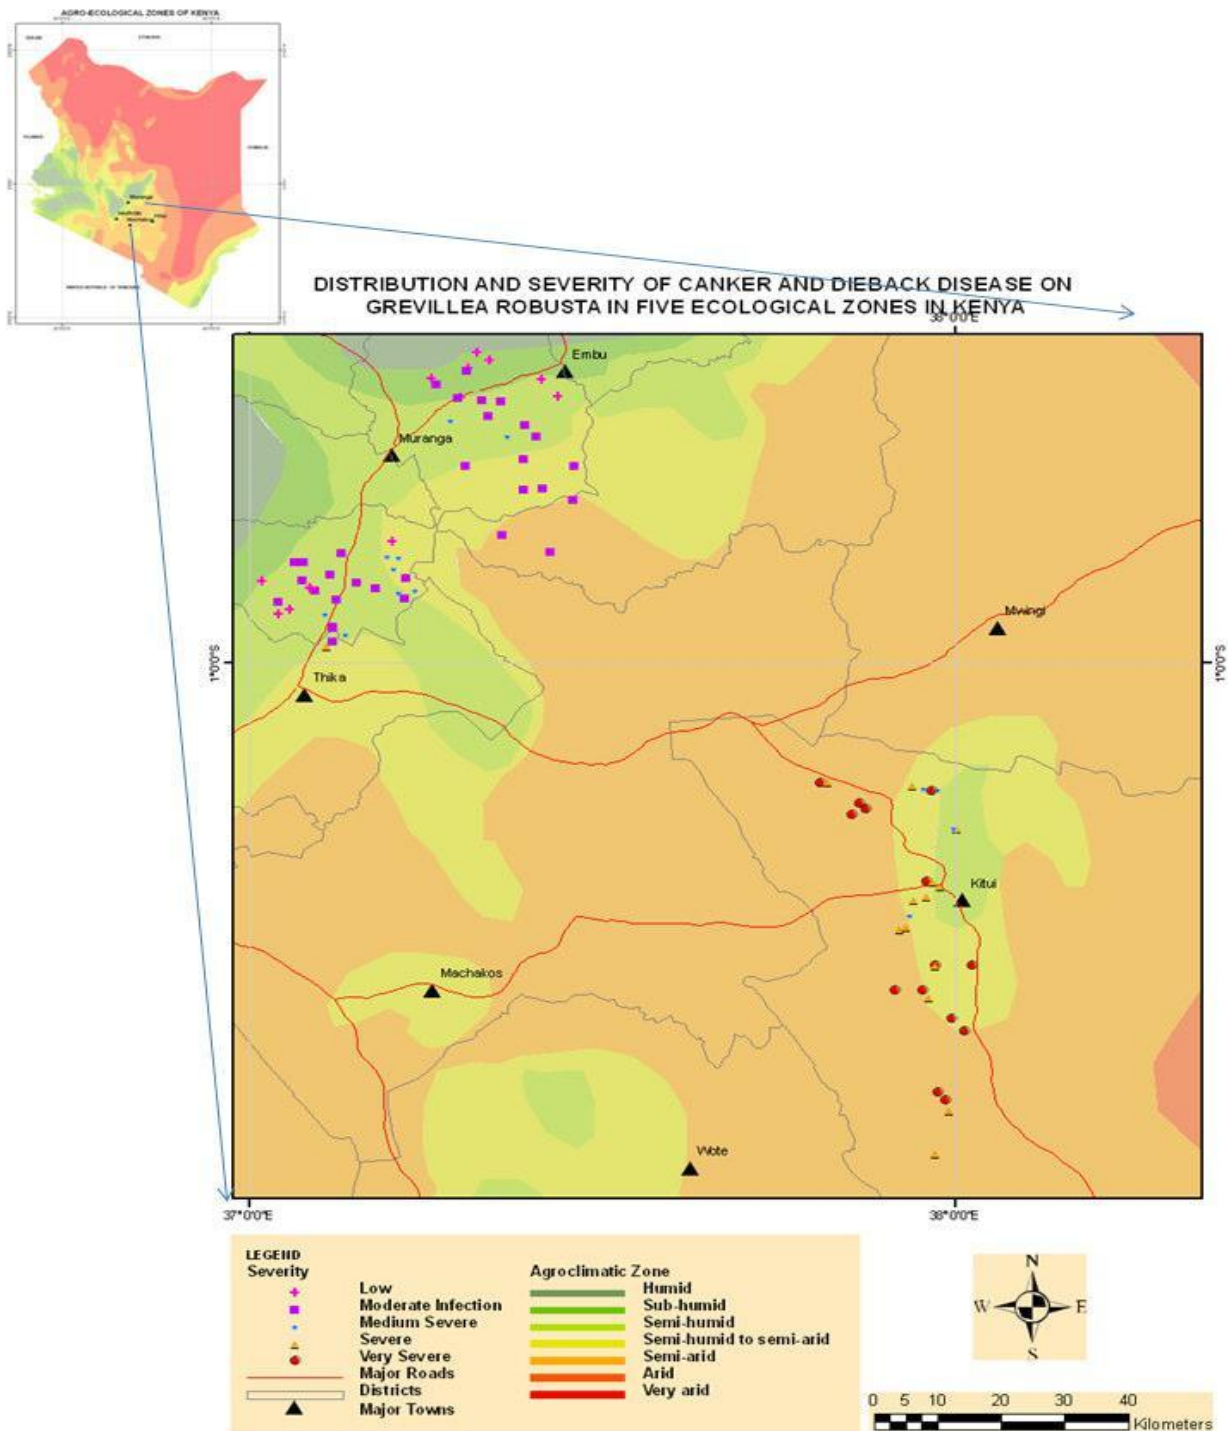 AGRO-ECOLOGICAL ZONES OF KENYA
DISTRIBUTION AND SEVERITY OF CANKER AND DIEBACK DISEASE ON
GREVILLEA ROBUSTA IN FIVE ECOLOGICAL ZONES IN KENYA
38°0'0"E
Embu
Muranga
Mwingi
1°0'0"S
1°0'0"S
Thika
Kitui
Machakos
Wote
37°0'0"E
38°0'0"E
LEGEND
Severity
Low
Moderate Infection
Medium Severe
Severe
Very Severe
Major Roads
Districts
Major Towns
Agroclimatic Zone
Humid
Sub-humid
Semi-humid
Semi-humid to semi-arid
Semi-arid
Arid
Very arid
N
W E
S
0 5 10 20 30 40
Kilometers